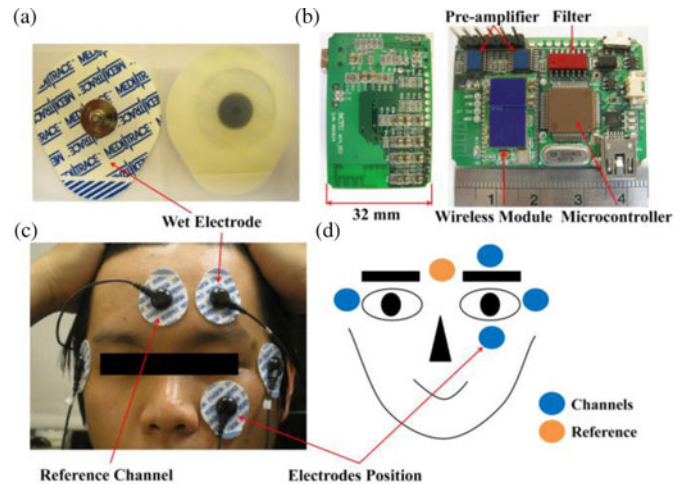 (a)
MEDITRACE
Wet Electrode
(b)
Pre-amplifier
Filter
32 mm
1 2 3 4
Wireless Module
Microcontroller
(c)
Reference Channel
Electrodes Position
(d)
Channels
Reference